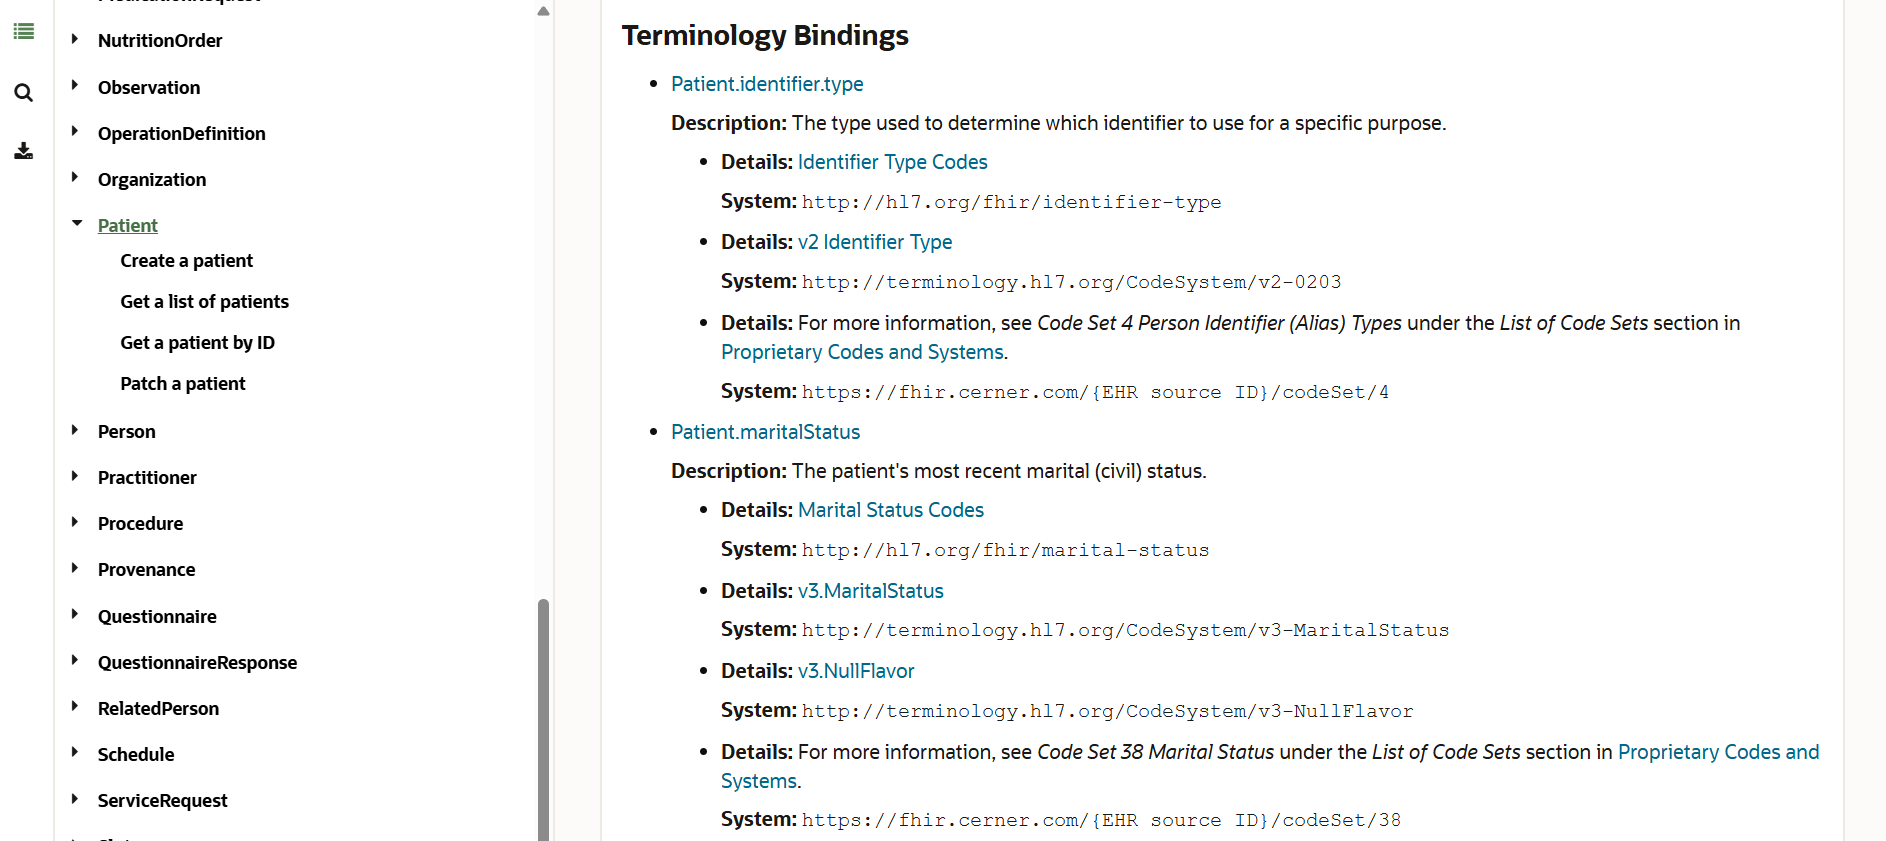 NutritionOrder
Observation
OperationDefinition
Organization
Patient
Create a patient
Get a list of patients
Get a patient by ID
Patch a patient
Person
Practitioner
Procedure
Provenance
Questionnaire
QuestionnaireResponse
RelatedPerson
Schedule
ServiceRequest
Terminology Bindings
Patient.identifier.type
Description: The type used to determine which identifier to use for a specific purpose.
Details: Identifier Type Codes
System: http://hl7.org/fhir/identifier-type
Details: v2 Identifier Type
System: http://terminology.hl7.org/CodeSystem/v2-0203
Details: For more information, see Code Set 4 Person Identifier (Alias) Types under the List of Code Sets section in
Proprietary Codes and Systems.
System: https://fhir.cerner.com/{EHR source ID}/codeSet/4
Patient.maritalStatus
Description: The patient's most recent marital (civil) status.
Details: Marital Status Codes
System: http://hl7.org/fhir/marital-status
Details: v3.MaritalStatus
System: http://terminology.hl7.org/CodeSystem/v3-MaritalStatus
Details: v3.NullFlavor
System: http://terminology.hl7.org/CodeSystem/v3-NullFlavor
Details: For more information, see Code Set 38 Marital Status under the List of Code Sets section in Proprietary Codes and
Systems.
System: https://fhir.cerner.com/{EHR source ID}/codeSet/38